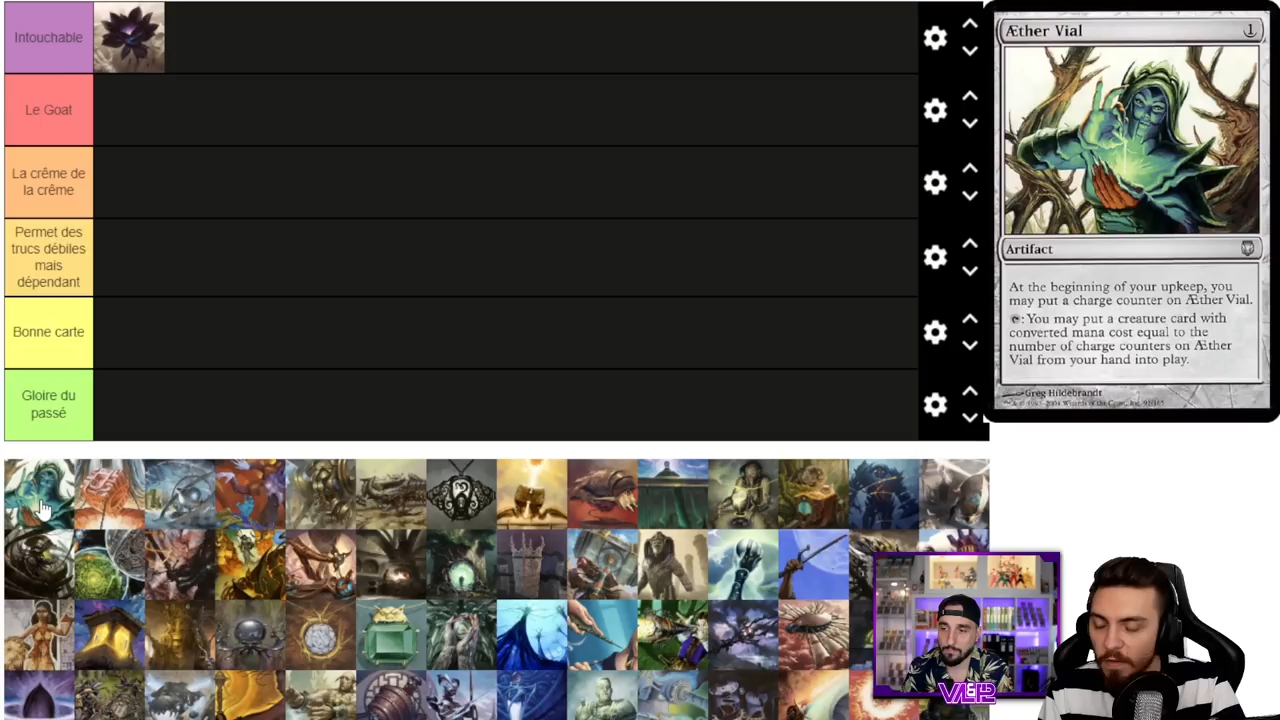 Intouchable
Le Goat
La crême de
la crême
Permet des
trucs débiles
mais
dépendant
Bonne carte
Gloire du
passé
Æther Vial 1
Artifact
At the beginning of your upkeep, you
may put a charge counter on Æther Vial.
: You may put a creature card with
converted mana cost equal to the
number of charge counters on Æther
Vial from your hand into play.
Greg Hildebrandt